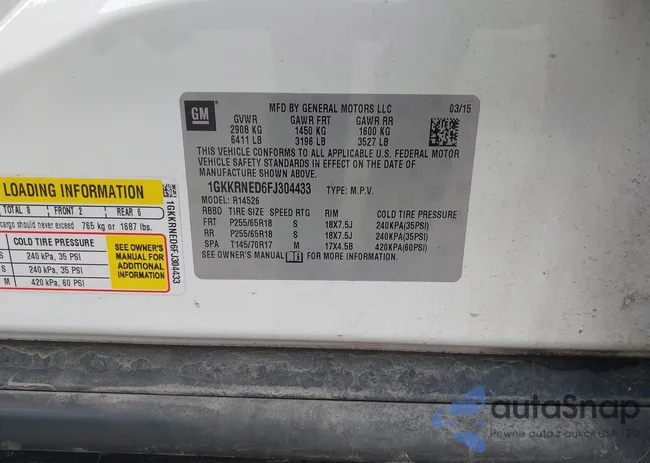 GM
MFD BY GENERAL MOTORS LLC
03/15
GVWR GAWR FRT GAWR RR
2908 KG 1450 KG 1600 KG
6411 LB 3196 LB 3527 LB
THIS VEHICLE CONFORMS TO ALL APPLICABLE U.S. FEDERAL MOTOR
VEHICLE SAFETY STANDARDS IN EFFECT ON THE DATE OF
MANUFACTURE SHOWN ABOVE.
1GKKRNED6FJ304433 TYPE: M.P.V.
MODEL: R14526
RBBD TIRE SIZE SPEED RTG RIM COLD TIRE PRESSURE
FRT P255/65R18 S 18X7.5J 240KPA(35PSI)
RR P255/65R18 S 18X7.5J 240KPA(35PSI)
SPA T145/70R17 M 17X4.5B 420KPA(60PSI)
SEE OWNER'S MANUAL FOR MORE INFORMATION.
LOADING INFORMATION
TOTAL 8 FRONT 2 REAR 6
cargo should never exceed 765 kg or 1687 lbs.
COLD TIRE PRESSURE
S 240 kPa, 35 PSI
S 240 kPa, 35 PSI
M 420 kPa, 60 PSI
SEE OWNER'S
MANUAL FOR
ADDITIONAL
INFORMATION
1GKKRNED6FJ304433
autoSnap
Pewne auto z aukcji USA - EU